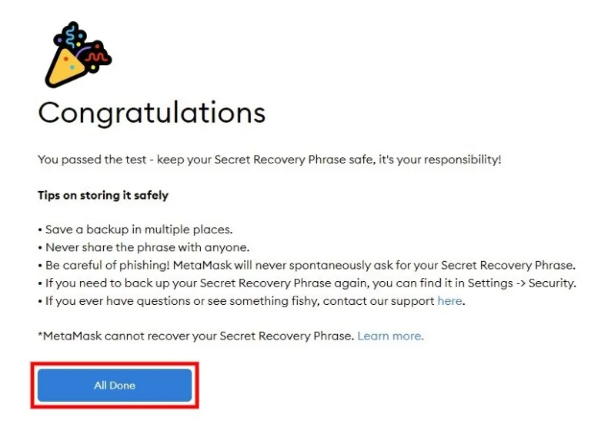 Congratulations
You passed the test - keep your Secret Recovery Phrase safe, it's your responsibility!
Tips on storing it safely
• Save a backup in multiple places.
• Never share the phrase with anyone.
• Be careful of phishing! MetaMask will never spontaneously ask for your Secret Recovery Phrase.
• If you need to back up your Secret Recovery Phrase again, you can find it in Settings -> Security.
• If you ever have questions or see something fishy, contact our support here.
*MetaMask cannot recover your Secret Recovery Phrase. Learn more.
All Done